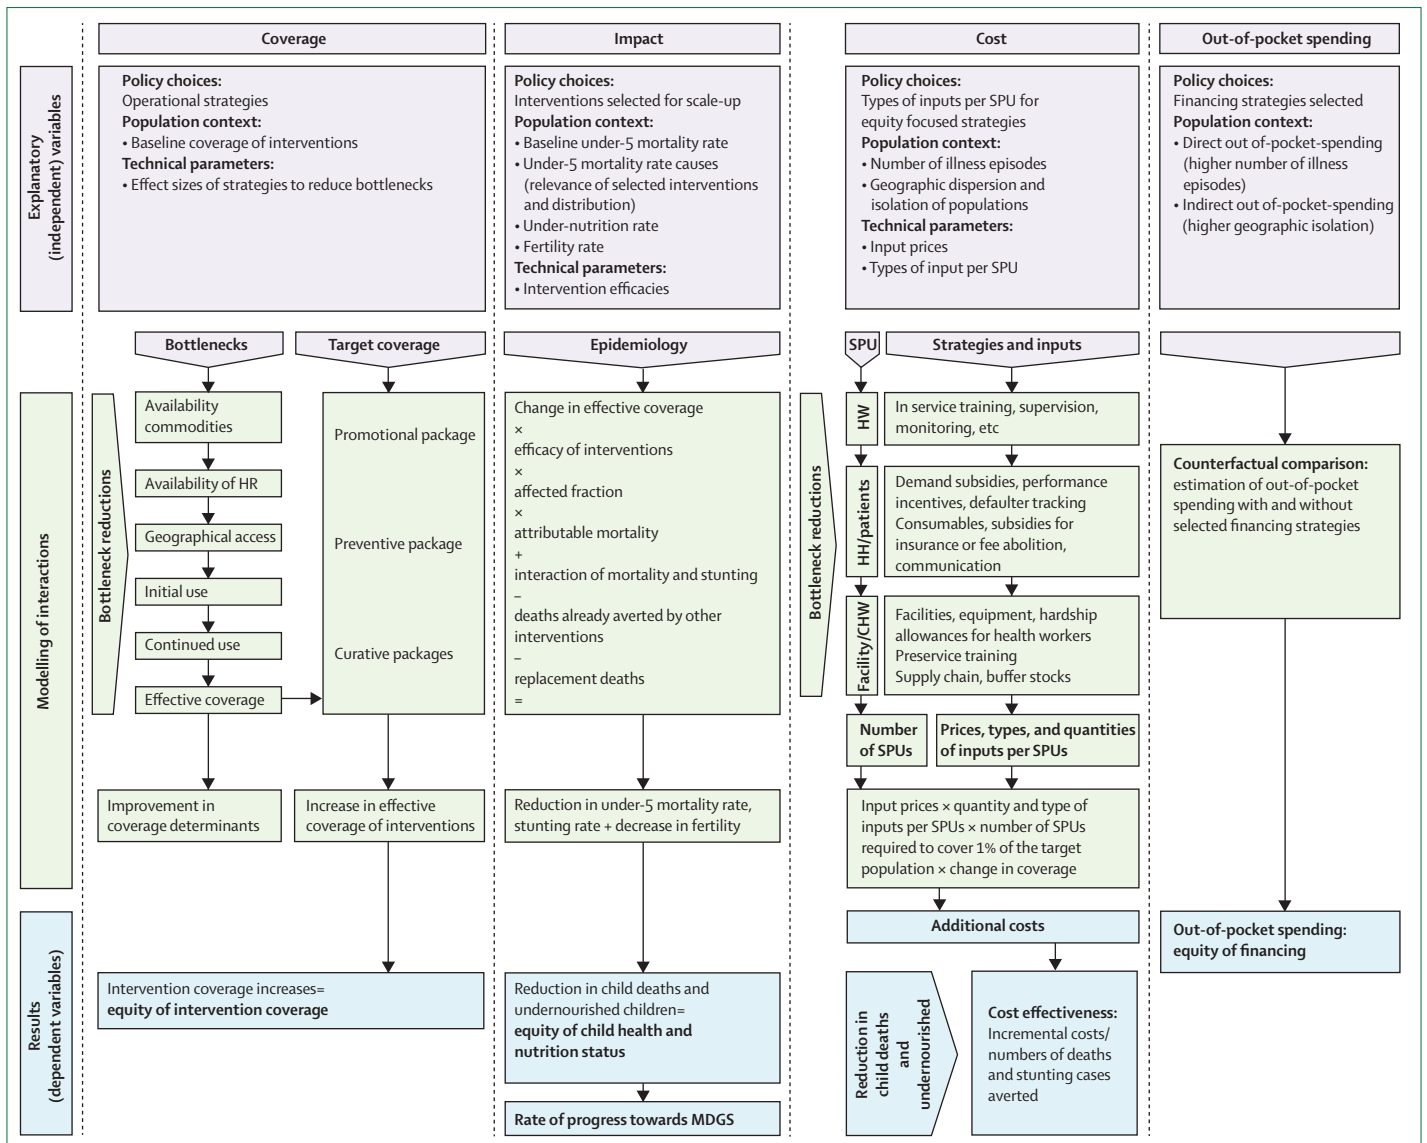 Coverage
Impact
Cost
Out-of-pocket spending
Explanatory
(independent) variables
Policy choices:
Operational strategies
Population context:
• Baseline coverage of interventions
Technical parameters:
• Effect sizes of strategies to reduce bottlenecks
Policy choices:
Interventions selected for scale-up
Population context:
• Baseline under-5 mortality rate
• Under-5 mortality rate causes
(relevance of selected interventions
and distribution)
• Under-nutrition rate
• Fertility rate
Technical parameters:
• Intervention efficacies
Policy choices:
Types of inputs per SPU for
equity focused strategies
Population context:
• Number of illness episodes
• Geographic dispersion and
isolation of populations
Technical parameters:
• Input prices
• Types of input per SPU
Policy choices:
Financing strategies selected
Population context:
• Direct out of-pocket-spending
(higher number of illness
episodes)
• Indirect out of-pocket-spending
(higher geographic isolation)
Modelling of interactions
Bottlenecks
Target coverage
Epidemiology
SPU
Strategies and inputs
Bottleneck reductions
Availability
commodities
Availability of HR
Geographical access
Initial use
Continued use
Effective coverage
Promotional package
Preventive package
Curative packages
Change in effective coverage
×
efficacy of interventions
×
affected fraction
×
attributable mortality
+
interaction of mortality and stunting
–
deaths already averted by other
interventions
–
replacement deaths
=
Bottleneck reductions
HW
In service training, supervision,
monitoring, etc
HH/patients
Demand subsidies, performance
incentives, defaulter tracking
Consumables, subsidies for
insurance or fee abolition,
communication
Facility/CHW
Facilities, equipment, hardship
allowances for health workers
Preservice training
Supply chain, buffer stocks
Number
of SPUs
Prices, types, and quantities
of inputs per SPUs
Counterfactual comparison:
estimation of out-of-pocket
spending with and without
selected financing strategies
Improvement in
coverage determinants
Increase in effective
coverage of interventions
Reduction in under-5 mortality rate,
stunting rate + decrease in fertility
Input prices × quantity and type of
inputs per SPUs × number of SPUs
required to cover 1% of the target
population × change in coverage
Results
(dependent variables)
Intervention coverage increases=
equity of intervention coverage
Reduction in child deaths and
undernourished children=
equity of child health and
nutrition status
Rate of progress towards MDGS
Additional costs
Reduction in
child deaths
and
undernourished
Cost effectiveness:
Incremental costs/
numbers of deaths
and stunting cases
averted
Out-of-pocket spending:
equity of financing